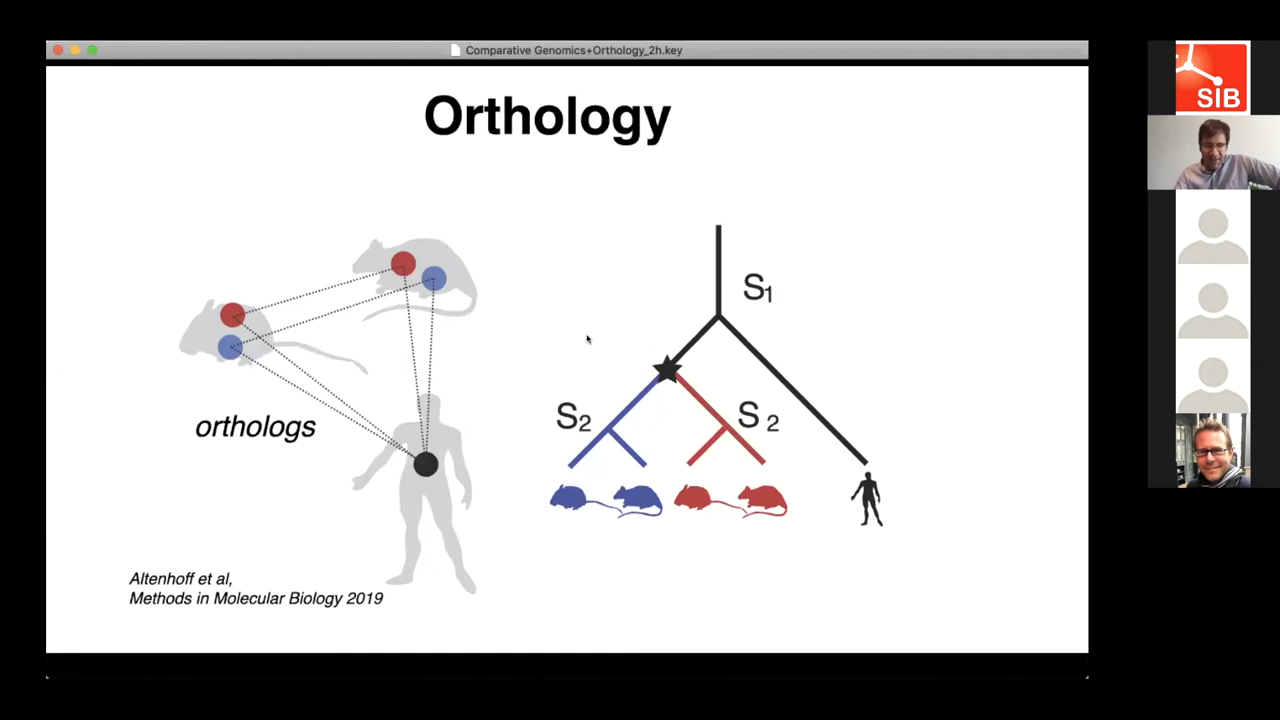 Comparative Genomics+Orthology_2h.key
SIB
Orthology
S1
S2
S 2
orthologs
Altenhoff et al,
Methods in Molecular Biology 2019